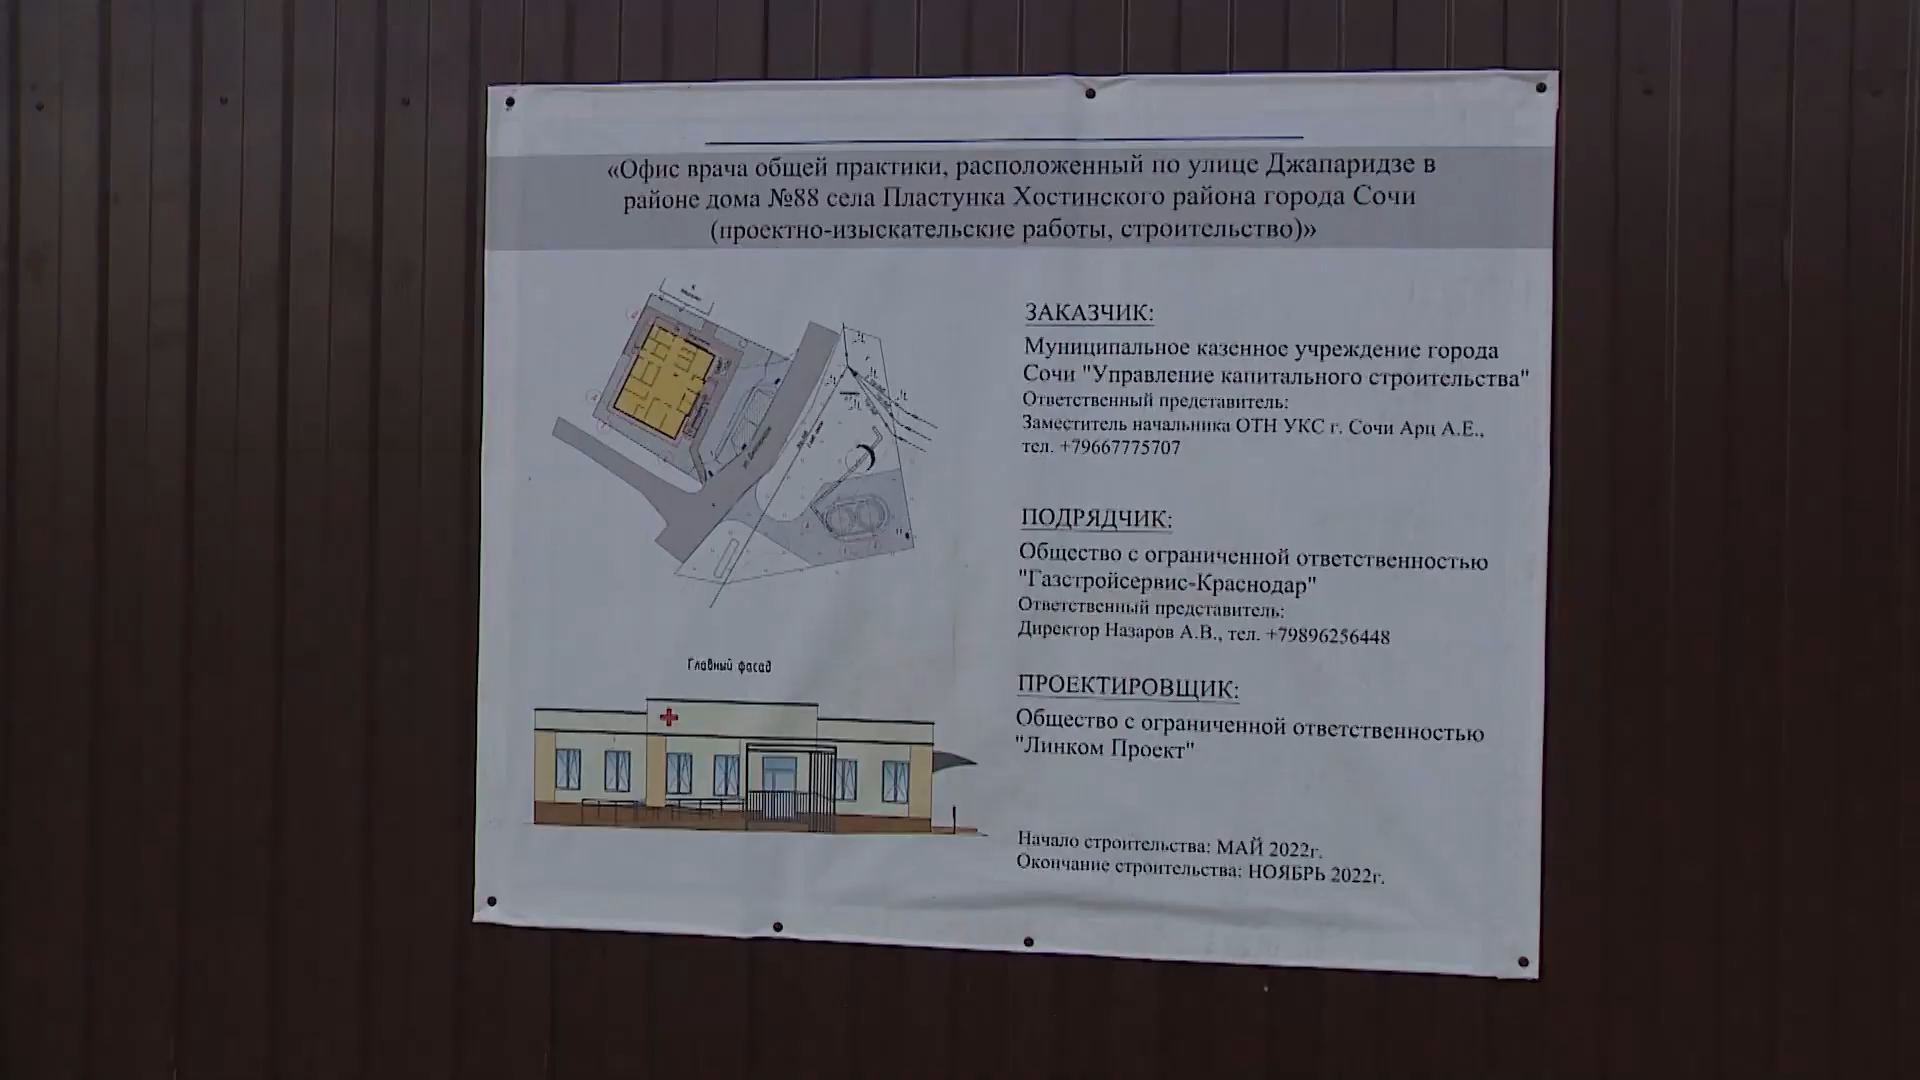 «Офис врача общей практики, расположенный по улице Джапаридзе в
районе дома №88 села Пластунка Хостинского района города Сочи
(проектно-изыскательские работы, строительство)»
ЗАКАЗЧИК:
Муниципальное казенное учреждение города
Сочи "Управление капитального строительства"
Ответственный представитель:
Заместитель начальника ОТН УКС г. Сочи Арц А.Е.,
тел. +79667775707
ПОДРЯДЧИК:
Общество с ограниченной ответственностью
"Газстройсервис-Краснодар"
Ответственный представитель:
Директор Назаров А.В., тел. +79896256448
ПРОЕКТИРОВЩИК:
Общество с ограниченной ответственностью
"Линком Проект"
Начало строительства: МАЙ 2022г.
Окончание строительства: НОЯБРЬ 2022г.
Главный фасад